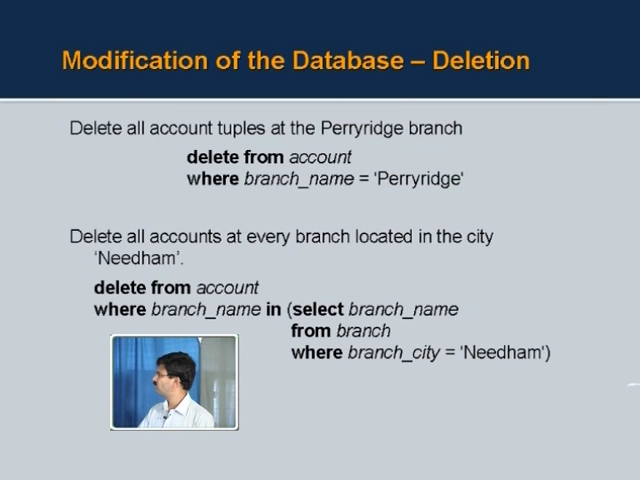 Modification of the Database – Deletion
Delete all account tuples at the Perryridge branch
delete from account
where branch_name = 'Perryridge'
Delete all accounts at every branch located in the city
‘Needham’.
delete from account
where branch_name in (select branch_name
from branch
where branch_city = 'Needham')